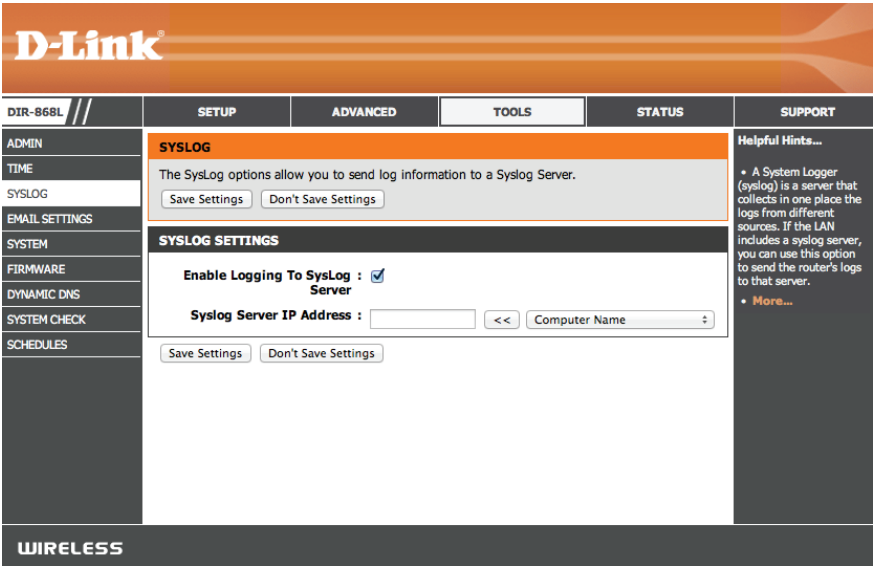 D-Link
DIR-868L
SETUP
ADVANCED
TOOLS
STATUS
SUPPORT
ADMIN
TIME
SYSLOG
EMAIL SETTINGS
SYSTEM
FIRMWARE
DYNAMIC DNS
SYSTEM CHECK
SCHEDULES
SYSLOG
The SysLog options allow you to send log information to a Syslog Server.
Save Settings
Don't Save Settings
SYSLOG SETTINGS
Enable Logging To SysLog :
Server
Syslog Server IP Address :
<<
Computer Name
Save Settings
Don't Save Settings
Helpful Hints...
• A System Logger
(syslog) is a server that
collects in one place the
logs from different
sources. If the LAN
includes a syslog server,
you can use this option
to send the router's logs
to that server.
• More...
WIRELESS